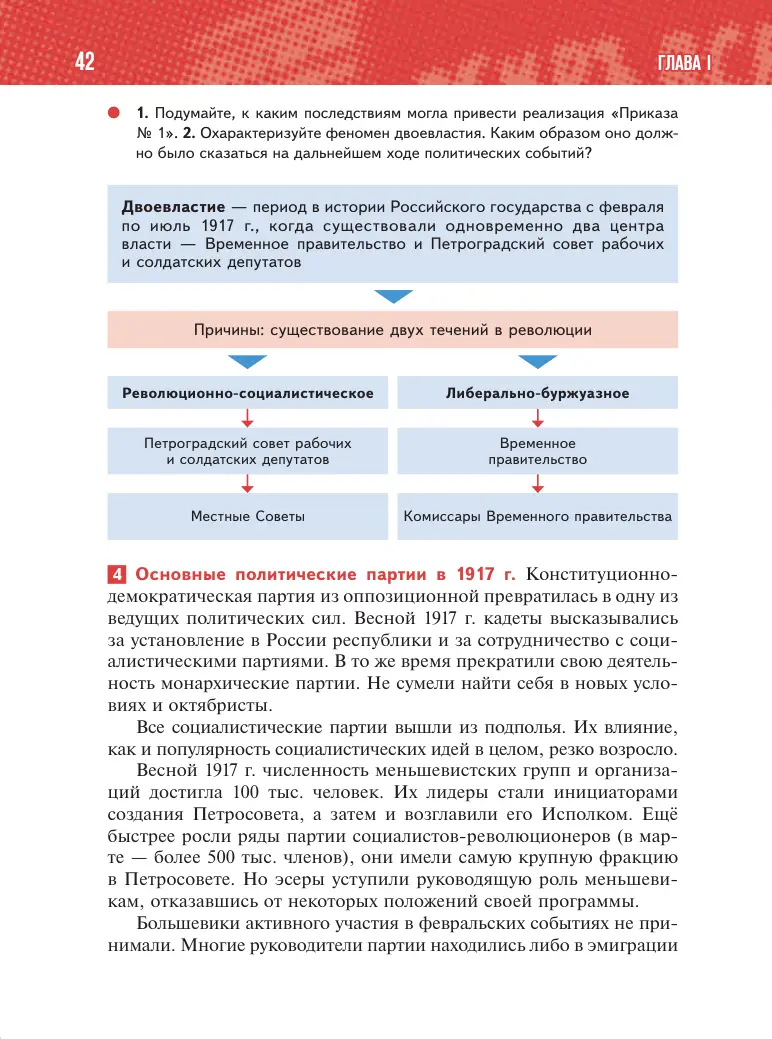 42
ГЛАВА I
1. Подумайте, к каким последствиям могла привести реализация «Приказа
№ 1». 2. Охарактеризуйте феномен двоевластия. Каким образом оно долж-
но было сказаться на дальнейшем ходе политических событий?
Двоевластие — период в истории Российского государства с февраля
по июль 1917 г., когда существовали одновременно два центра
власти — Временное правительство и Петроградский совет рабочих
и солдатских депутатов
Причины: существование двух течений в революции
Революционно-социалистическое
Либерально-буржуазное
Петроградский совет рабочих
и солдатских депутатов
Временное
правительство
Местные Советы
Комиссары Временного правительства
4 Основные политические партии в 1917 г. Конституционно-
демократическая партия из оппозиционной превратилась в одну из
ведущих политических сил. Весной 1917 г. кадеты высказывались
за установление в России республики и за сотрудничество с соци-
алистическими партиями. В то же время прекратили свою деятель-
ность монархические партии. Не сумели найти себя в новых усло-
виях и октябристы.
Все социалистические партии вышли из подполья. Их влияние,
как и популярность социалистических идей в целом, резко возросло.
Весной 1917 г. численность меньшевистских групп и организа-
ций достигла 100 тыс. человек. Их лидеры стали инициаторами
создания Петросовета, а затем и возглавили его Исполком. Ещё
быстрее росли ряды партии социалистов-революционеров (в мар-
те — более 500 тыс. членов), они имели самую крупную фракцию
в Петросовете. Но эсеры уступили руководящую роль меньшеви-
кам, отказавшись от некоторых положений своей программы.
Большевики активного участия в февральских событиях не при-
нимали. Многие руководители партии находились либо в эмиграции